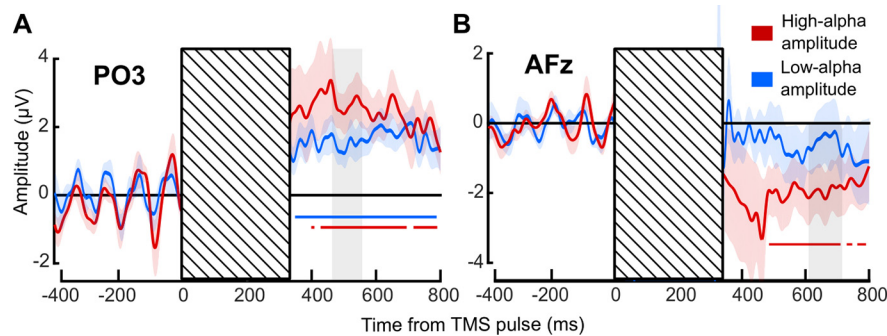 A
PO3
B
AFz
High-alpha
amplitude
Low-alpha
amplitude
Amplitude (µV)
4
2
0
-2
2
0
-2
-4
-400 -200 0 200 400 600 800
-400 -200 0 200 400 600 800
Time from TMS pulse (ms)